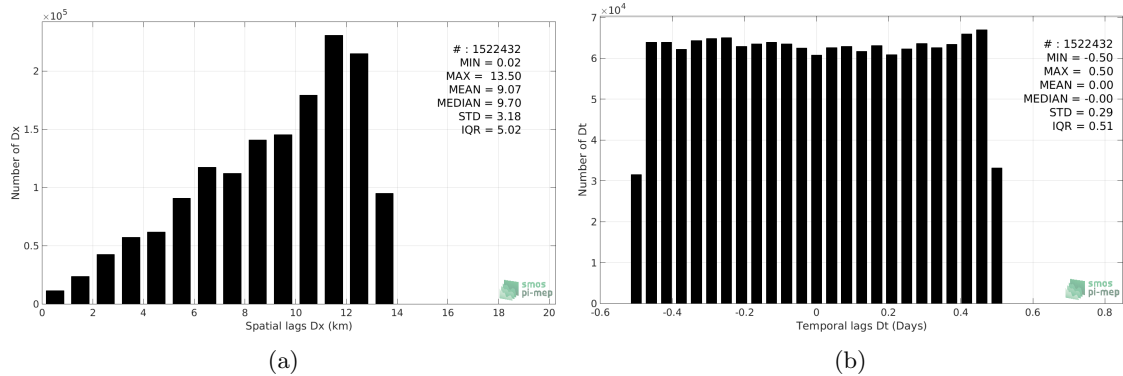 ×10⁵
# : 1522432
MIN = 0.02
MAX = 13.50
MEAN = 9.07
MEDIAN = 9.70
STD = 3.18
IQR = 5.02
2
1.5
1
0.5
0
Number of Dx
0 2 4 6 8 10 12 14 16 18 20
Spatial lags Dx (km)
smos
pi-mep
(a)
×10⁴
# : 1522432
MIN = -0.50
MAX = 0.50
MEAN = 0.00
MEDIAN = -0.00
STD = 0.29
IQR = 0.51
7
6
5
4
3
2
1
0
Number of Dt
-0.6 -0.4 -0.2 0 0.2 0.4 0.6 0.8
Temporal lags Dt (Days)
smos
pi-mep
(b)